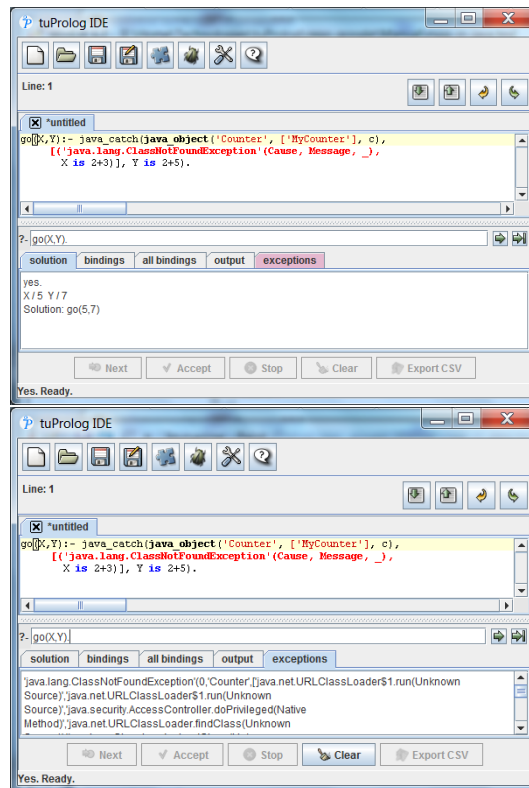 tuProlog IDE
Line: 1
*untitled
go(X,Y):- java_catch(java_object('Counter', ['MyCounter'], c),
[('java.lang.ClassNotFoundException'(Cause, Message, _),
X is 2+3)], Y is 2+5).
?- go(X,Y).
solution bindings all bindings output exceptions
yes.
X / 5 Y / 7
Solution: go(5,7)
Next Accept Stop Clear Export CSV
Yes. Ready.
tuProlog IDE
Line: 1
*untitled
go(X,Y):- java_catch(java_object('Counter', ['MyCounter'], c),
[('java.lang.ClassNotFoundException'(Cause, Message, _),
X is 2+3)], Y is 2+5).
?- go(X,Y).
solution bindings all bindings output exceptions
'java.lang.ClassNotFoundException'(0,'Counter',['java.net.URLClassLoader$1.run(Unknown
Source)','java.net.URLClassLoader$1.run(Unknown
Source)','java.security.AccessController.doPrivileged(Native
Method)','java.net.URLClassLoader.findClass(Unknown
Next Accept Stop Clear Export CSV
Yes. Ready.